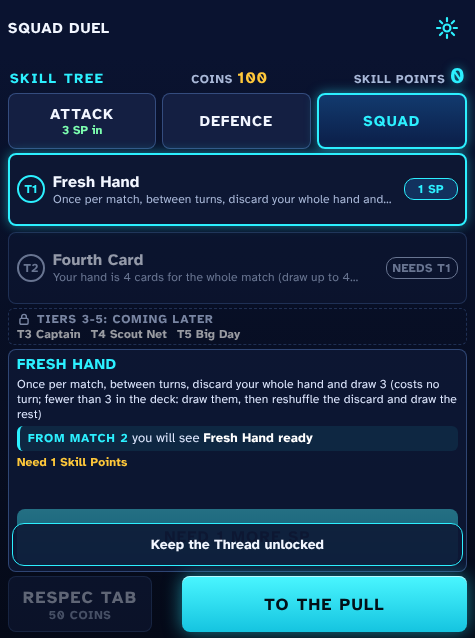 SQUAD DUEL
SKILL TREE COINS 100 SKILL POINTS 0
ATTACK
3 SP in
DEFENCE
SQUAD
T1 Fresh Hand
Once per match, between turns, discard your whole hand and...
1 SP
T2 Fourth Card
Your hand is 4 cards for the whole match (draw up to 4...
NEEDS T1
TIERS 3-5: COMING LATER
T3 Captain T4 Scout Net T5 Big Day
FRESH HAND
Once per match, between turns, discard your whole hand and draw 3 (costs no
turn; fewer than 3 in the deck: draw them, then reshuffle the discard and draw the
rest)
FROM MATCH 2 you will see Fresh Hand ready
Need 1 Skill Points
Keep the Thread unlocked
RESPEC TAB
50 COINS
TO THE PULL